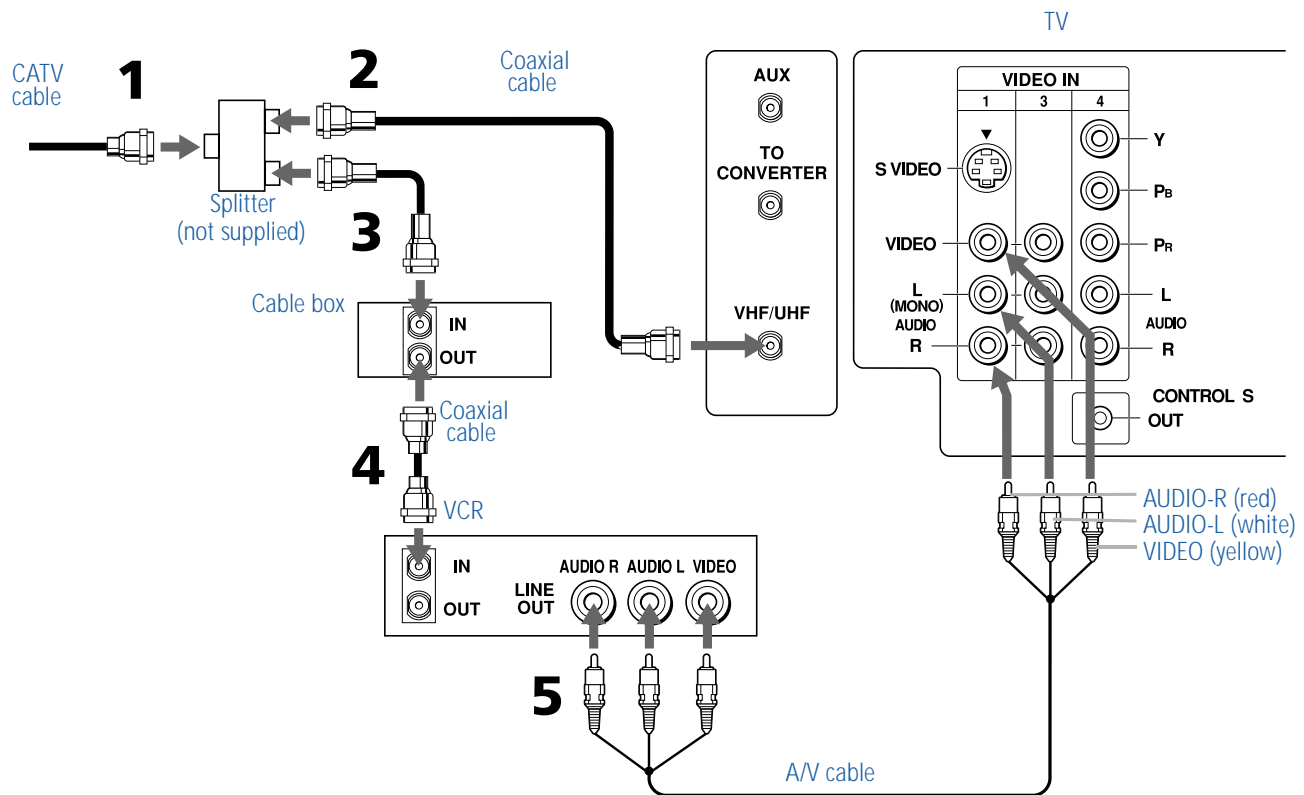 TV
CATV
cable
1
2
Coaxial
cable
Splitter
(not supplied)
3
AUX
TO
CONVERTER
VHF/UHF
VIDEO IN
1
3
4
S VIDEO
VIDEO
L
(MONO)
AUDIO
R
Y
PB
PR
L
AUDIO
R
CONTROL S
OUT
Cable box
IN
OUT
Coaxial
cable
4
VCR
IN
OUT
LINE
OUT
AUDIO R
AUDIO L
VIDEO
5
AUDIO-R (red)
AUDIO-L (white)
VIDEO (yellow)
A/V cable